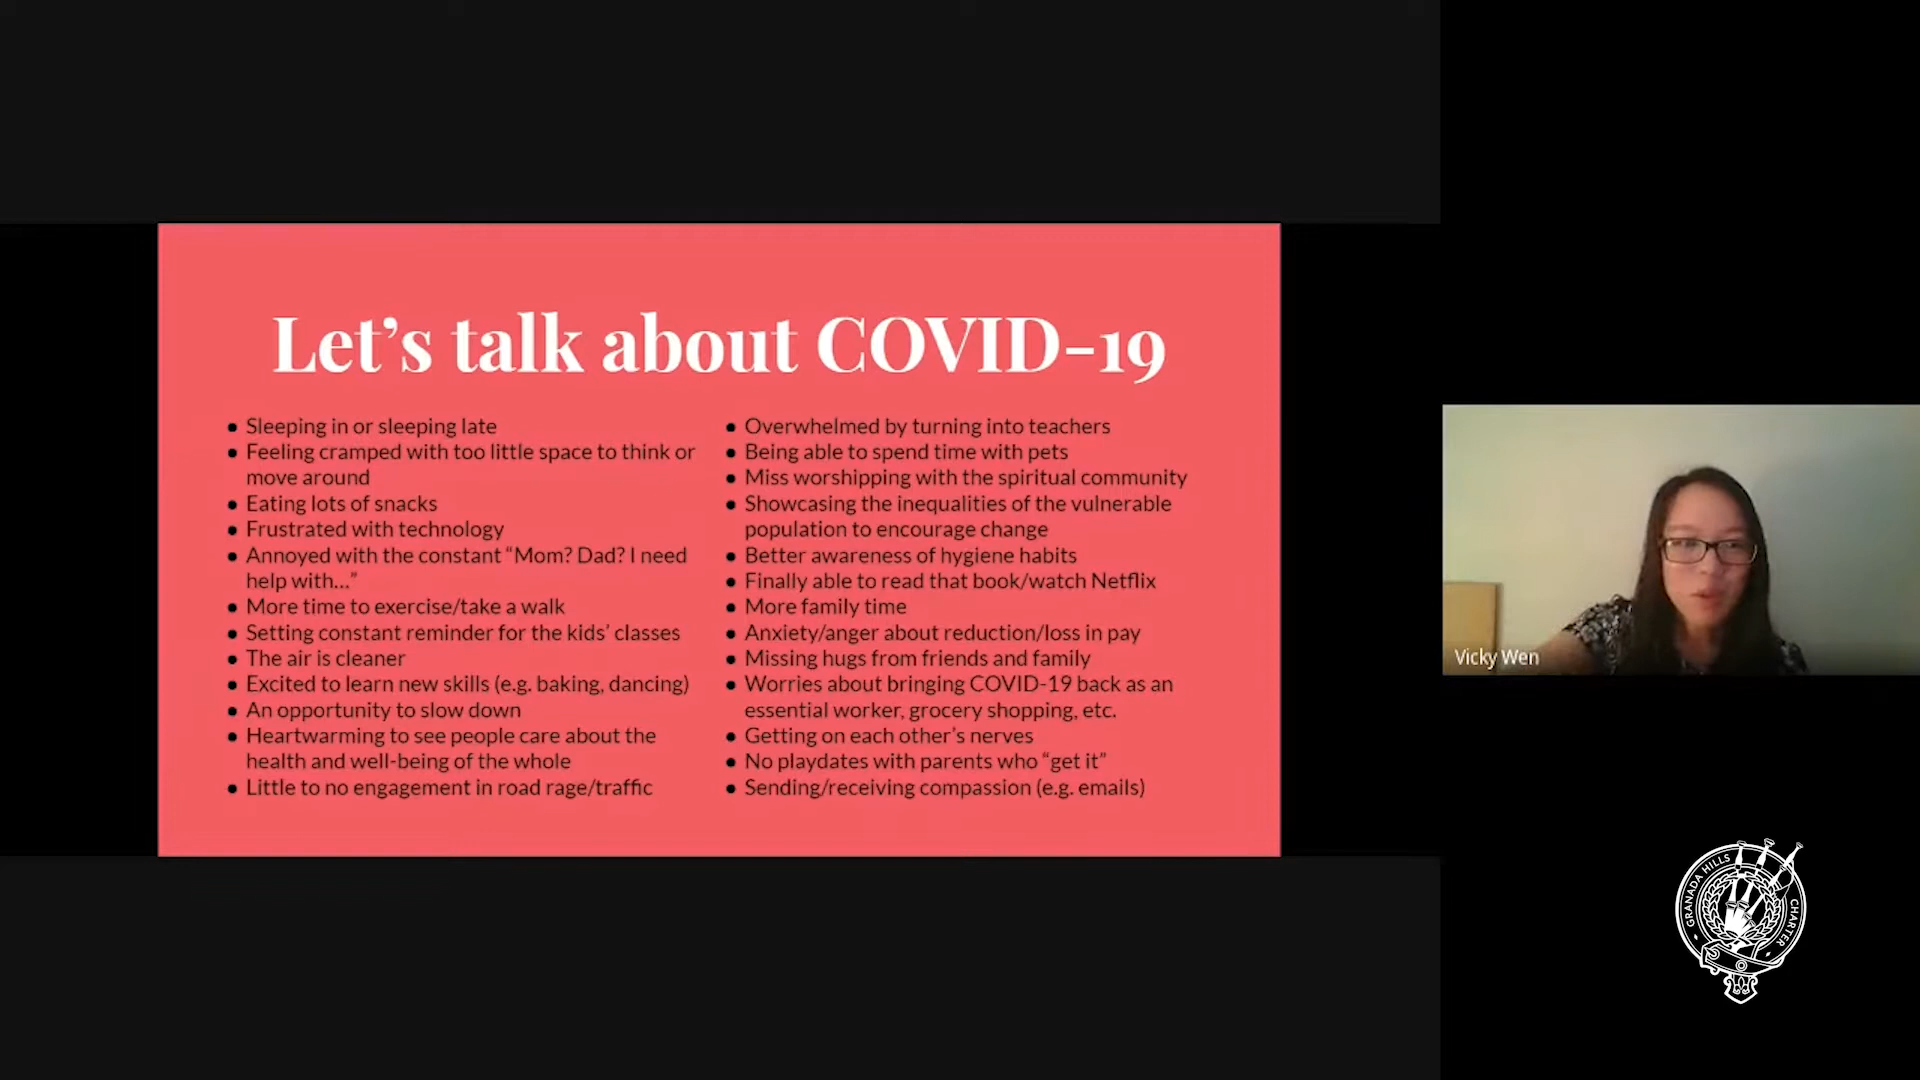 Let’s talk about COVID-19
● Sleeping in or sleeping late
● Feeling cramped with too little space to think or
move around
● Eating lots of snacks
● Frustrated with technology
● Annoyed with the constant “Mom? Dad? I need
help with...”
● More time to exercise/take a walk
● Setting constant reminder for the kids’ classes
● The air is cleaner
● Excited to learn new skills (e.g. baking, dancing)
● An opportunity to slow down
● Heartwarming to see people care about the
health and well-being of the whole
● Little to no engagement in road rage/traffic
● Overwhelmed by turning into teachers
● Being able to spend time with pets
● Miss worshipping with the spiritual community
● Showcasing the inequalities of the vulnerable
population to encourage change
● Better awareness of hygiene habits
● Finally able to read that book/watch Netflix
● More family time
● Anxiety/anger about reduction/loss in pay
● Missing hugs from friends and family
● Worries about bringing COVID-19 back as an
essential worker, grocery shopping, etc.
● Getting on each other’s nerves
● No playdates with parents who “get it”
● Sending/receiving compassion (e.g. emails)
Vicky Wen
GRANADA HILLS
CHARTER